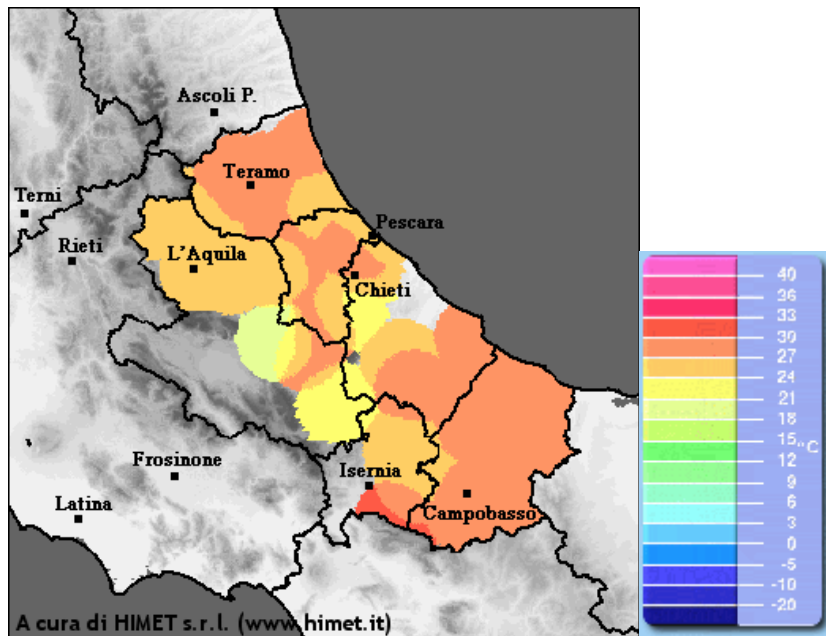 Ascoli P.
Teramo
Terni
Pescara
Rieti
L'Aquila
Chieti
Frosinone
Isernia
Latina
Campobasso
A cura di HIMET s.r.l. (www.himet.it)
40
36
33
30
27
24
21
18
15
°C
12
9
6
3
0
-5
-10
-20